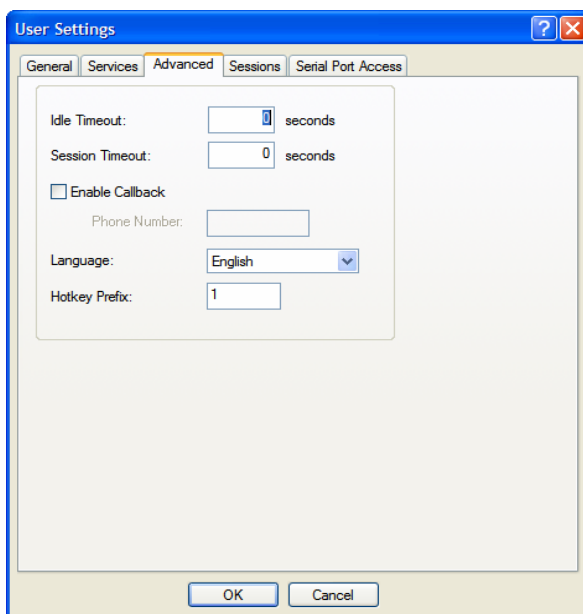 User Settings
General Services Advanced Sessions Serial Port Access
Idle Timeout: 0 seconds
Session Timeout: 0 seconds
Enable Callback
Phone Number:
Language: English
Hotkey Prefix: 1
OK Cancel